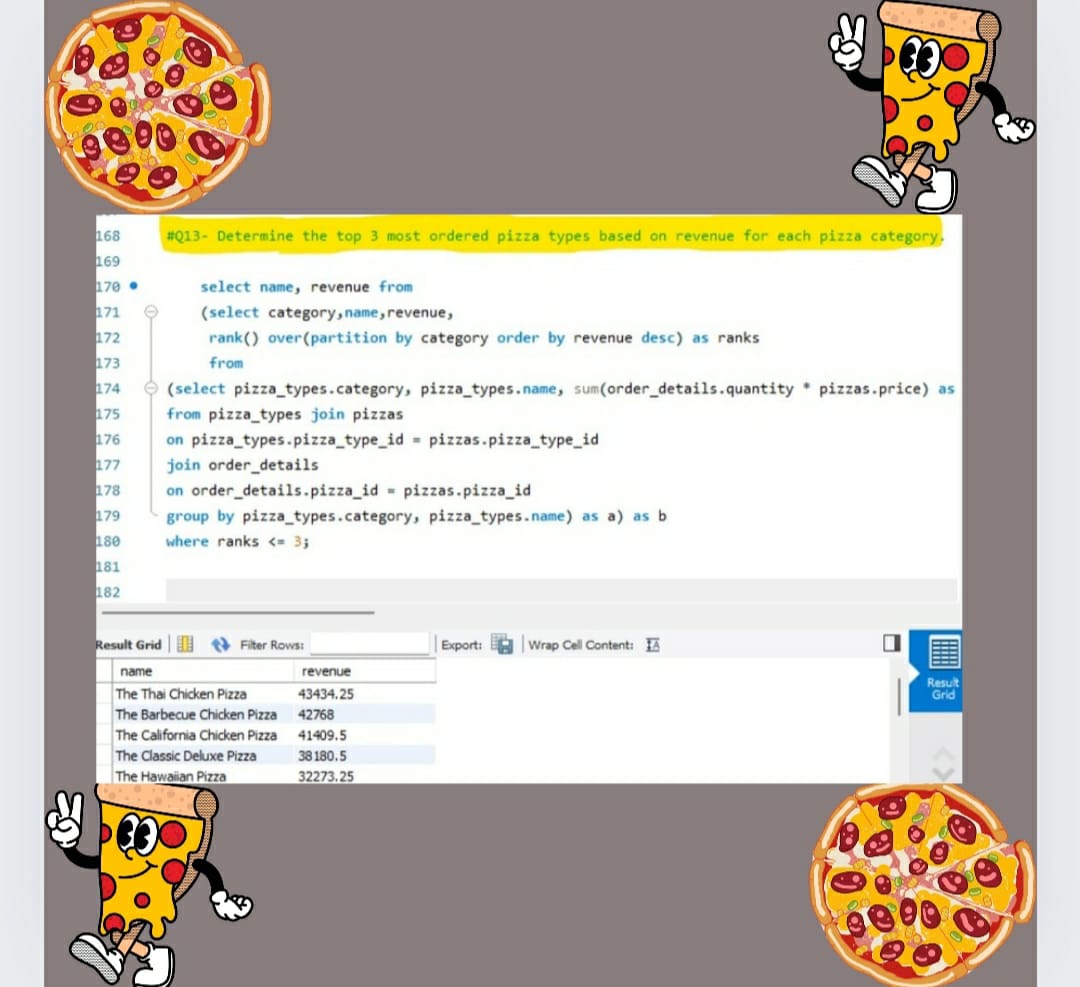 168 #Q13- Determine the top 3 most ordered pizza types based on revenue for each pizza category.
169
170 select name, revenue from
171 (select category,name,revenue,
172 rank() over(partition by category order by revenue desc) as ranks
173 from
174 (select pizza_types.category, pizza_types.name, sum(order_details.quantity * pizzas.price) as
175 from pizza_types join pizzas
176 on pizza_types.pizza_type_id = pizzas.pizza_type_id
177 join order_details
178 on order_details.pizza_id = pizzas.pizza_id
179 group by pizza_types.category, pizza_types.name) as a) as b
180 where ranks <= 3;
181
182
Result Grid Filter Rows: Export: Wrap Cell Content: IA
Result Grid
name revenue
The Thai Chicken Pizza 43434.25
The Barbecue Chicken Pizza 42768
The California Chicken Pizza 41409.5
The Classic Deluxe Pizza 38180.5
The Hawaiian Pizza 32273.25